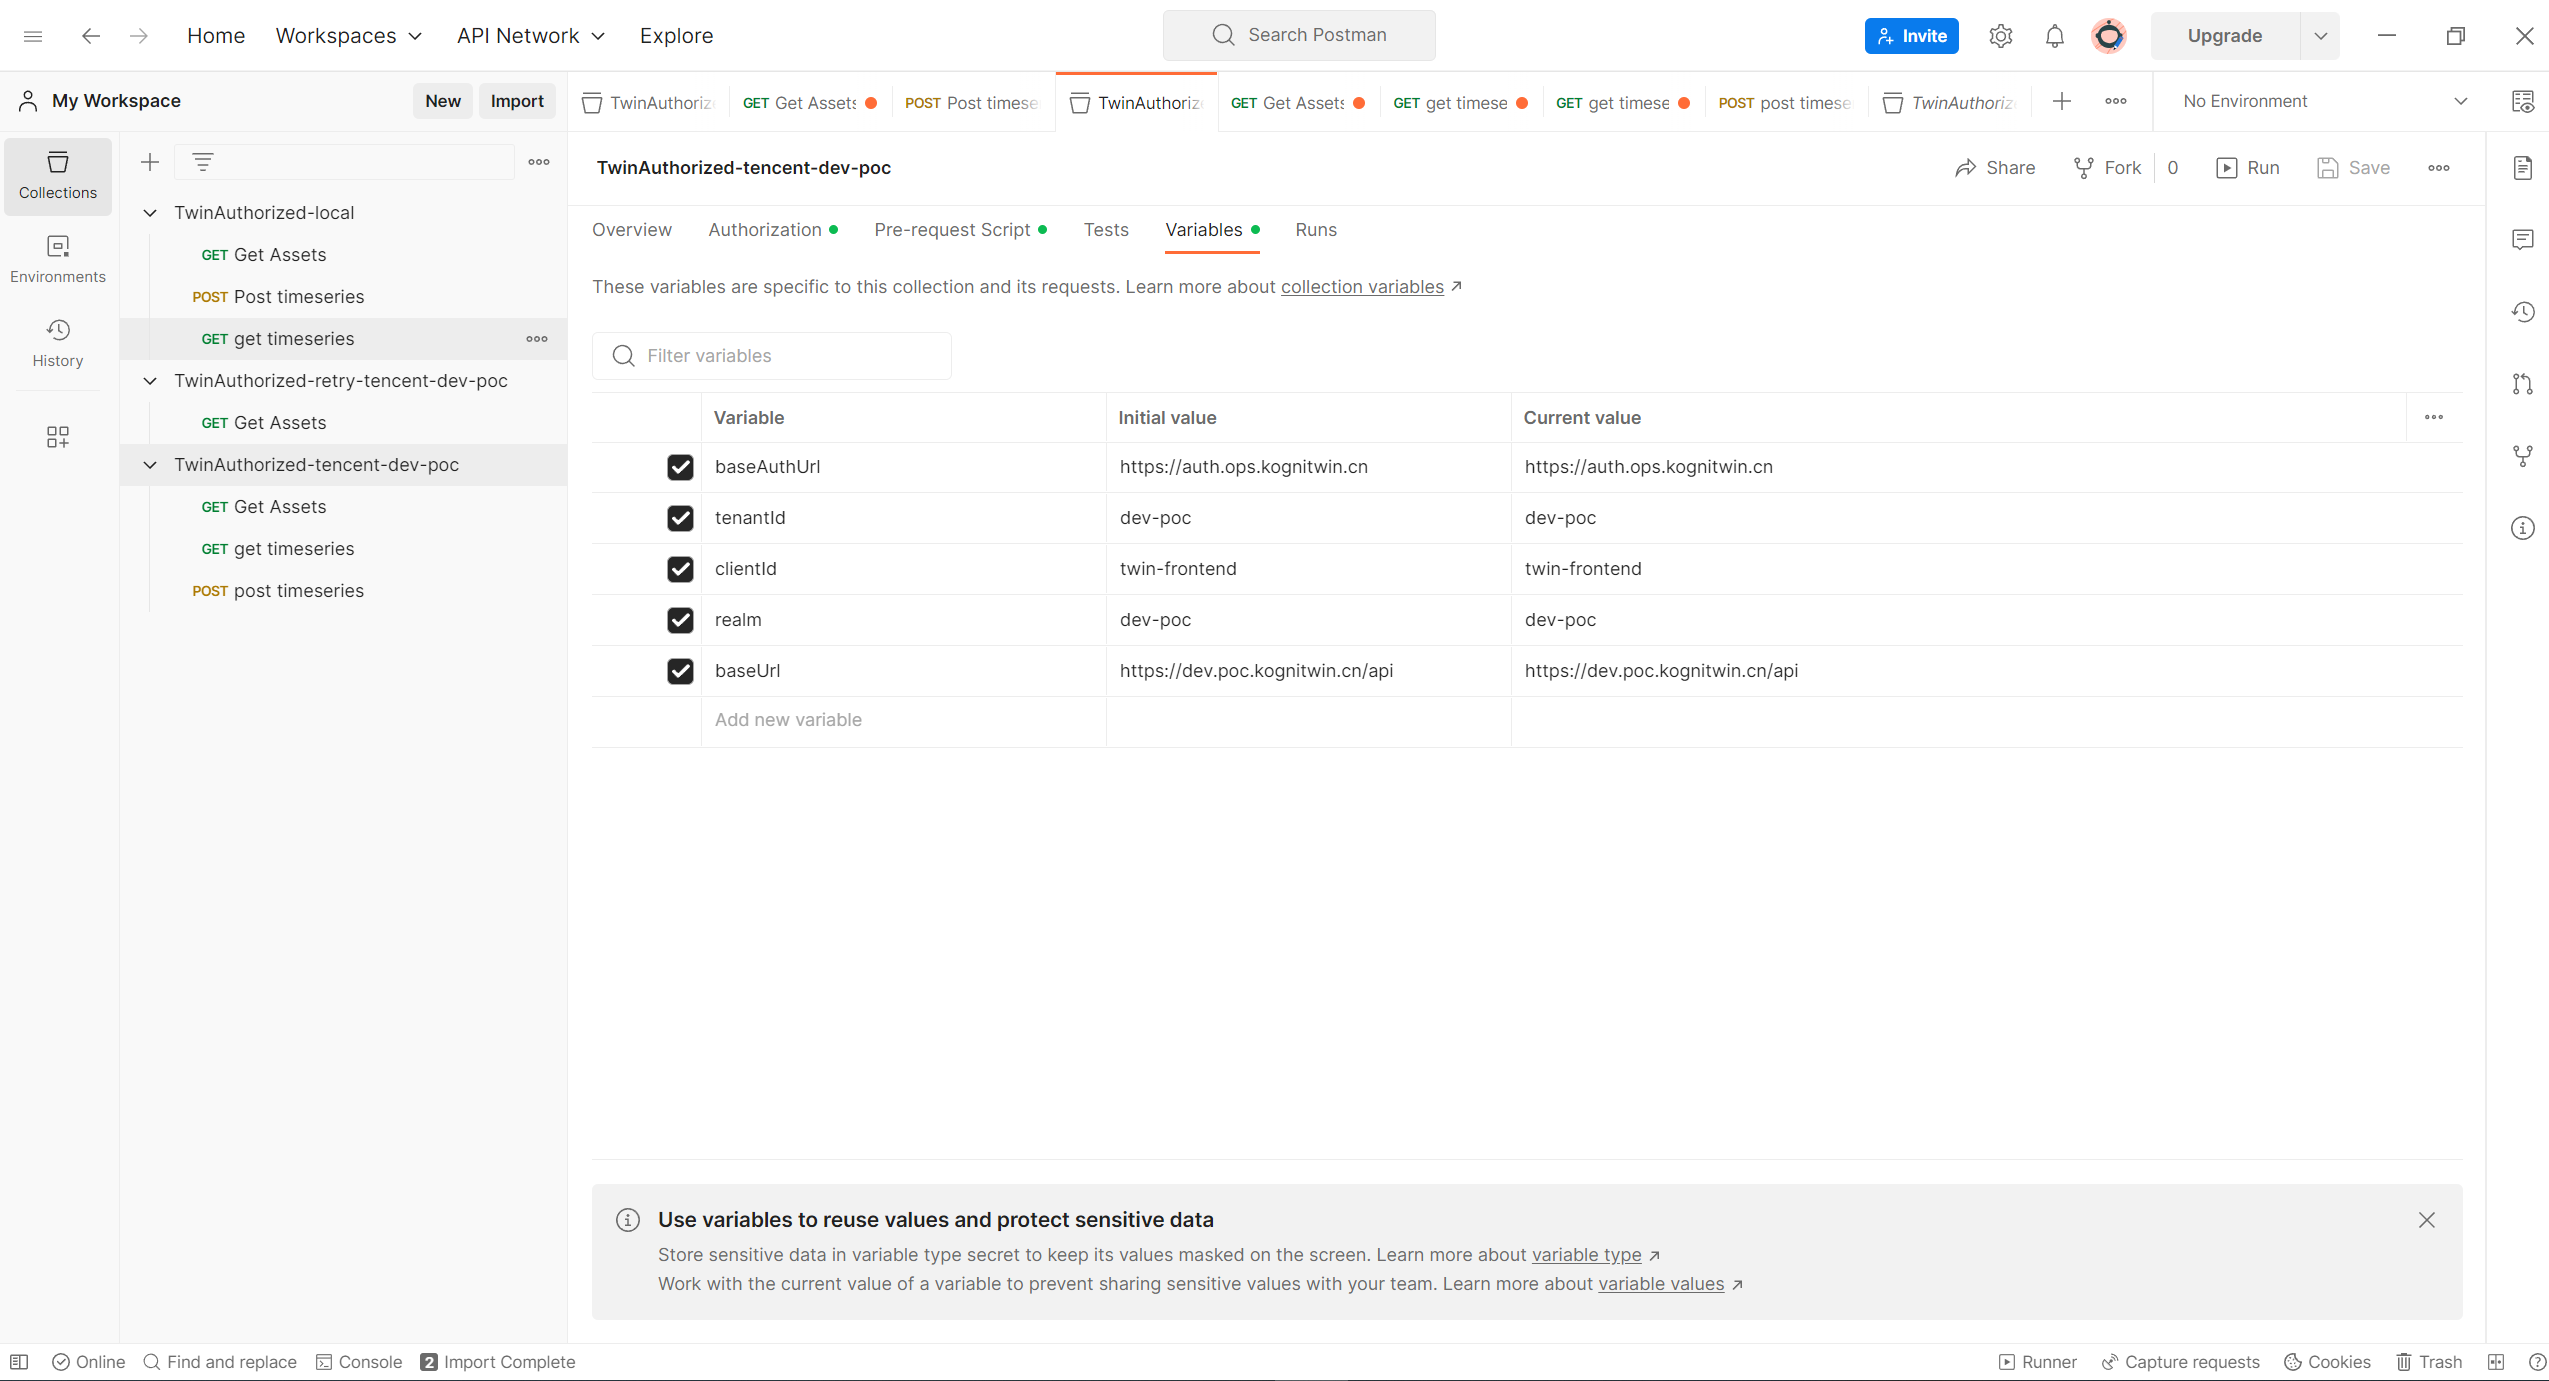 Home Workspaces API Network Explore Search Postman Invite Upgrade
My Workspace New Import
TwinAuthoriz GET Get Assets POST Post timese TwinAuthoriz GET Get Assets GET get timese GET get timese POST post timese TwinAuthoriz No Environment
Collections
Environments
History
TwinAuthorized-local
GET Get Assets
POST Post timeseries
GET get timeseries
TwinAuthorized-retry-tencent-dev-poc
GET Get Assets
TwinAuthorized-tencent-dev-poc
GET Get Assets
GET get timeseries
POST post timeseries
TwinAuthorized-tencent-dev-poc Share Fork 0 Run Save
Overview Authorization Pre-request Script Tests Variables Runs
These variables are specific to this collection and its requests. Learn more about collection variables
Filter variables
Variable Initial value Current value
baseAuthUrl https://auth.ops.kognitwin.cn https://auth.ops.kognitwin.cn
tenantId dev-poc dev-poc
clientId twin-frontend twin-frontend
realm dev-poc dev-poc
baseUrl https://dev.poc.kognitwin.cn/api https://dev.poc.kognitwin.cn/api
Add new variable
Use variables to reuse values and protect sensitive data
Store sensitive data in variable type secret to keep its values masked on the screen. Learn more about variable type
Work with the current value of a variable to prevent sharing sensitive values with your team. Learn more about variable values
Online Find and replace Console 2 Import Complete Runner Capture requests Cookies Trash